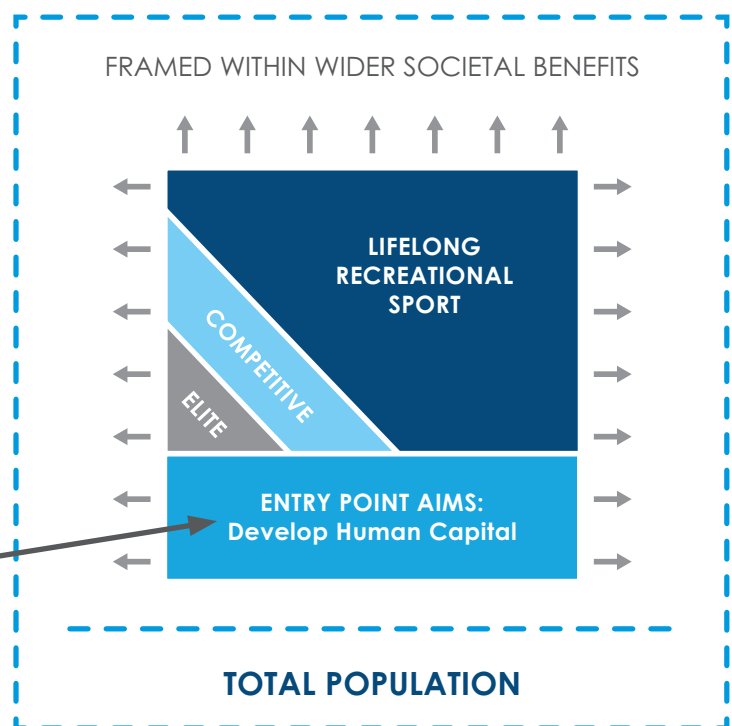 FRAMED WITHIN WIDER SOCIETAL BENEFITS
LIFELONG
RECREATIONAL
SPORT
COMPETITIVE
ELITE
ENTRY POINT AIMS:
Develop Human Capital
TOTAL POPULATION